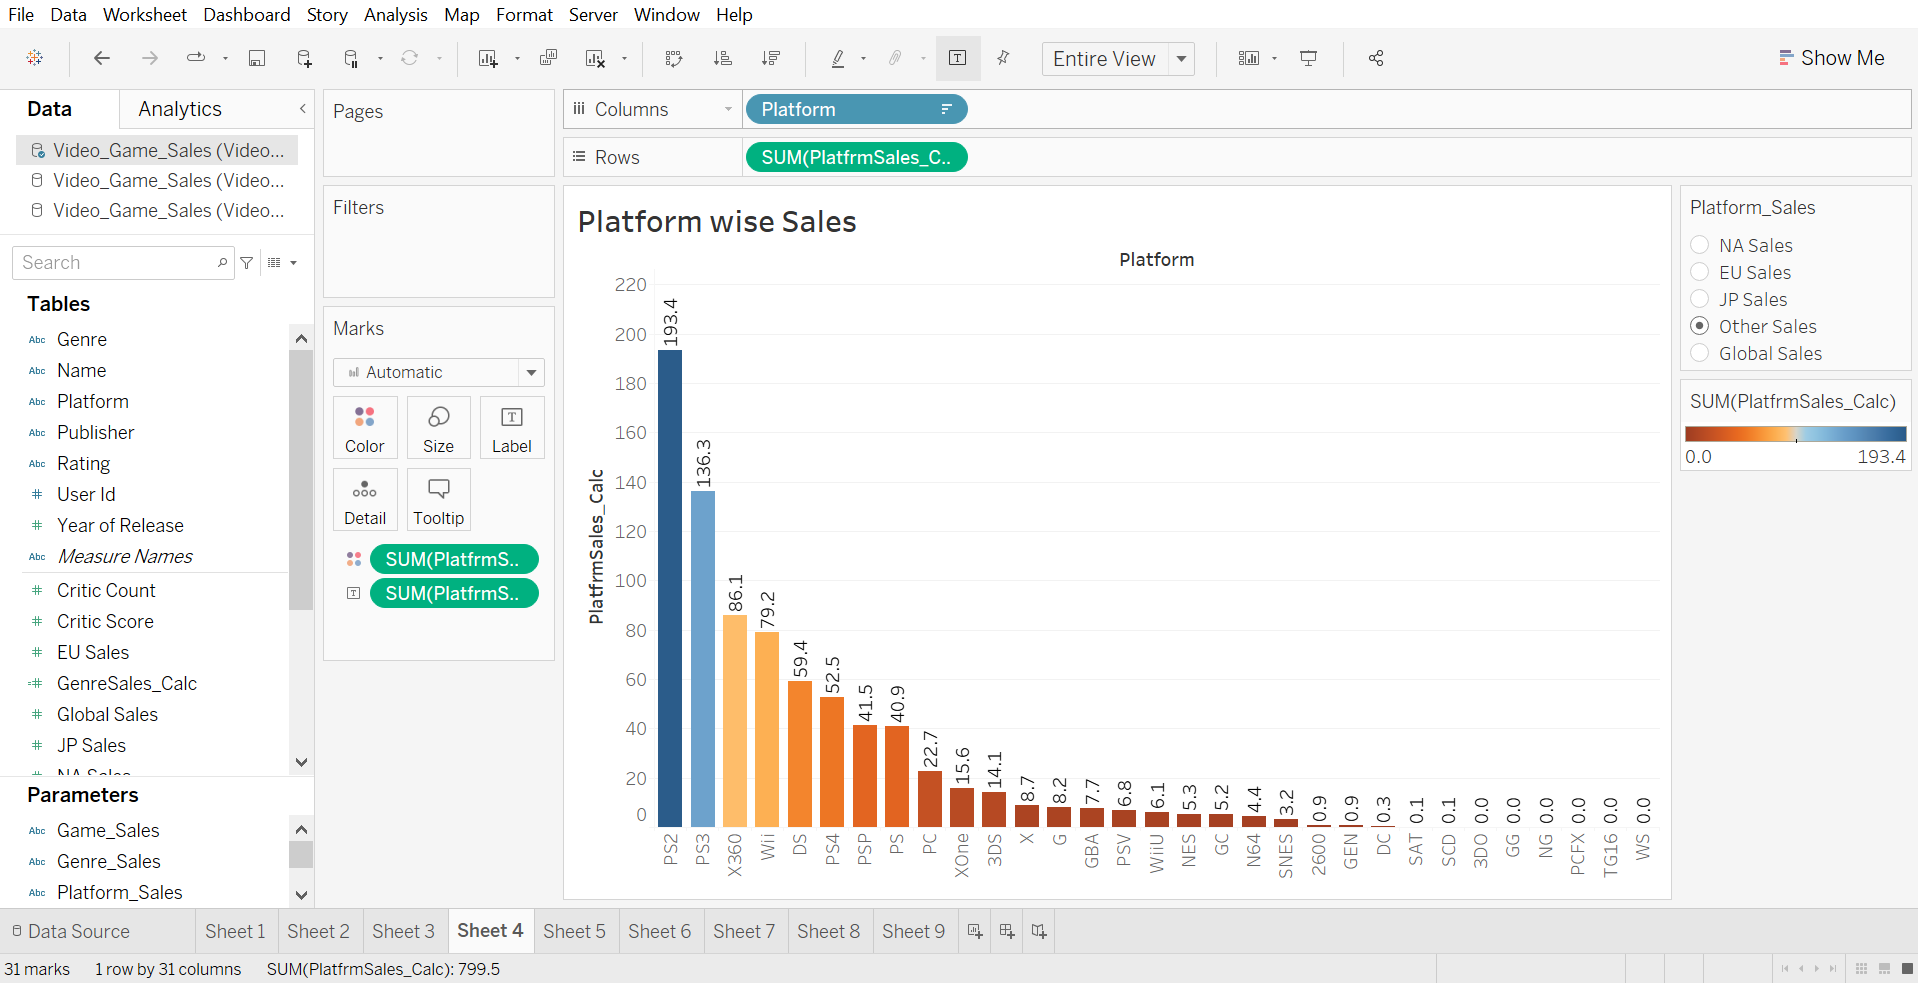 File Data Worksheet Dashboard Story Analysis Map Format Server Window Help
Entire View
Show Me
Data Analytics
Video_Game_Sales (Video...
Video_Game_Sales (Video...
Video_Game_Sales (Video...
Search
Tables
Abc Genre
Abc Name
Abc Platform
Abc Publisher
Abc Rating
# User Id
# Year of Release
Abc Measure Names
# Critic Count
# Critic Score
# EU Sales
=# GenreSales_Calc
# Global Sales
# JP Sales
# NA Sales
Parameters
Abc Game_Sales
Abc Genre_Sales
Abc Platform_Sales
Pages
Filters
Marks
Automatic
Color Size Label
Detail Tooltip
SUM(PlatfrmS..
SUM(PlatfrmS..
Columns Platform
Rows SUM(PlatfrmSales_C..
Platform wise Sales
Platform
PlatfrmSales_Calc
220
200
180
160
140
120
100
80
60
40
20
0
193.4 136.3 86.1 79.2 59.4 52.5 41.5 40.9 22.7 15.6 14.1 8.7 8.2 7.7 6.8 6.1 5.3 5.2 4.4 3.2 0.9 0.9 0.3 0.1 0.1 0.0 0.0 0.0 0.0 0.0 0.0
PS2 PS3 X360 Wii DS PS4 PSP PS PC XOne 3DS X G GBA PSV WiiU NES GC N64 SNES 2600 GEN DC SAT SCD 3DO GG NG PCFX TG16 WS
Platform_Sales
NA Sales
EU Sales
JP Sales
Other Sales
Global Sales
SUM(PlatfrmSales_Calc)
0.0 193.4
Data Source Sheet 1 Sheet 2 Sheet 3 Sheet 4 Sheet 5 Sheet 6 Sheet 7 Sheet 8 Sheet 9
31 marks 1 row by 31 columns SUM(PlatfrmSales_Calc): 799.5